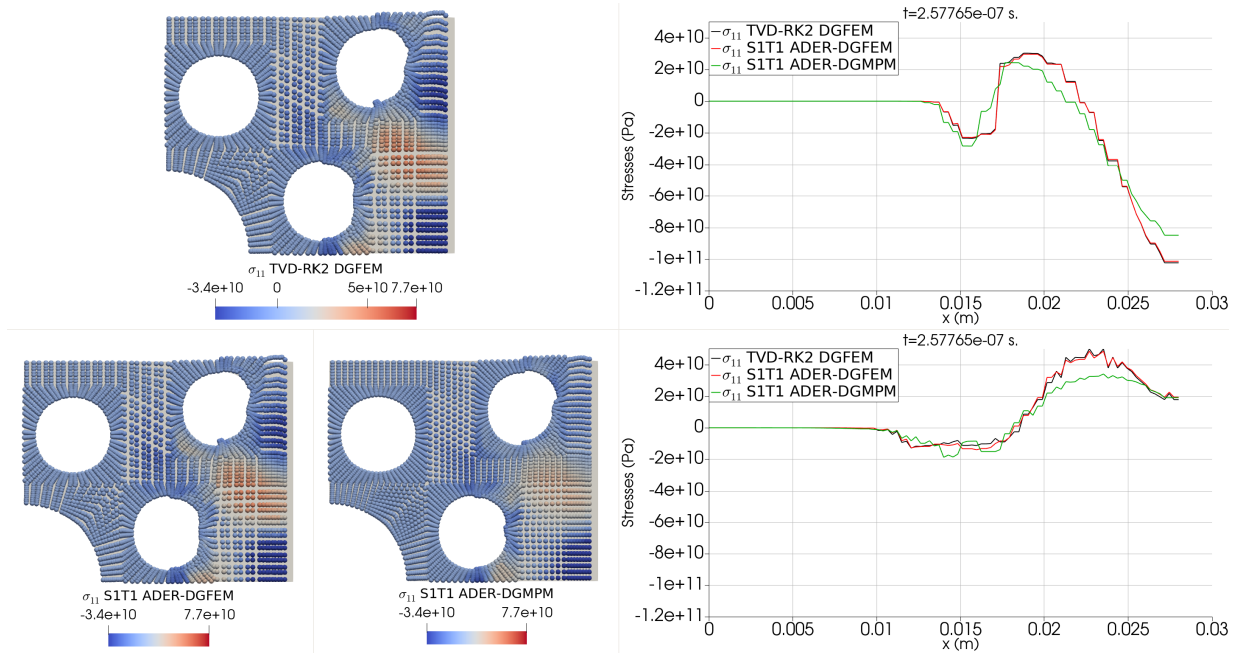 σ11 TVD-RK2 DGFEM
-3.4e+10 0 5e+10 7.7e+10
t=2.57765e-07 s.
σ11 TVD-RK2 DGFEM
σ11 S1T1 ADER-DGFEM
σ11 S1T1 ADER-DGMPM
Stresses (Pa)
4e+10
2e+10
0
-2e+10
-4e+10
-6e+10
-8e+10
-1e+11
-1.2e+11
0 0.005 0.01 0.015 0.02 0.025 0.03
x (m)
σ11 S1T1 ADER-DGFEM
-3.4e+10 7.7e+10
σ11 S1T1 ADER-DGMPM
-3.4e+10 7.7e+10
t=2.57765e-07 s.
σ11 TVD-RK2 DGFEM
σ11 S1T1 ADER-DGFEM
σ11 S1T1 ADER-DGMPM
Stresses (Pa)
4e+10
2e+10
0
-2e+10
-4e+10
-6e+10
-8e+10
-1e+11
-1.2e+11
0 0.005 0.01 0.015 0.02 0.025 0.03
x (m)